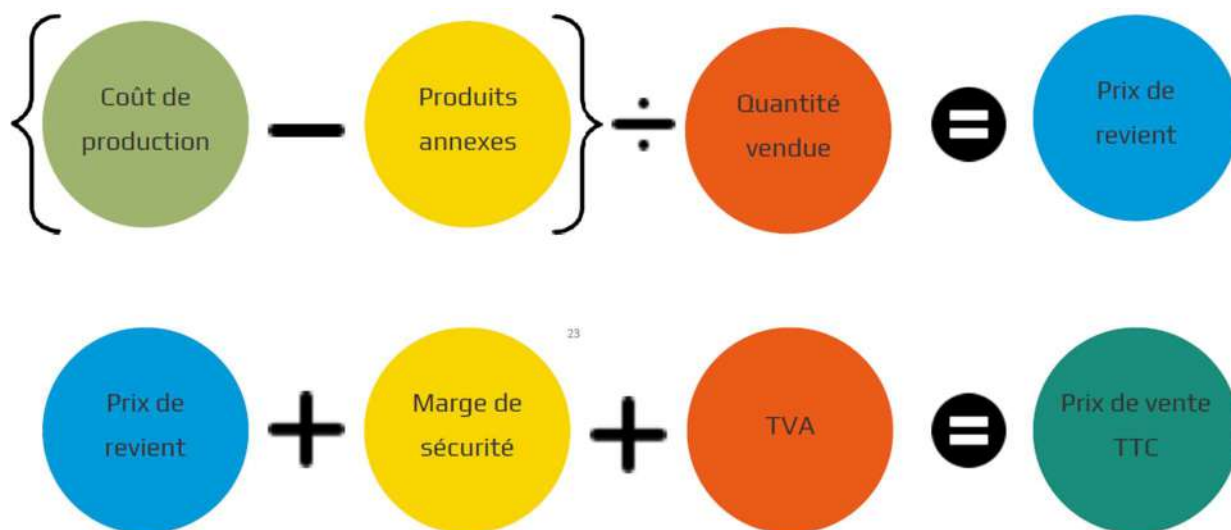 Coût de
production
Produits
annexes
Quantité
vendue
Prix de
revient
23
Prix de
revient
Marge de
sécurité
TVA
Prix de vente
TTC